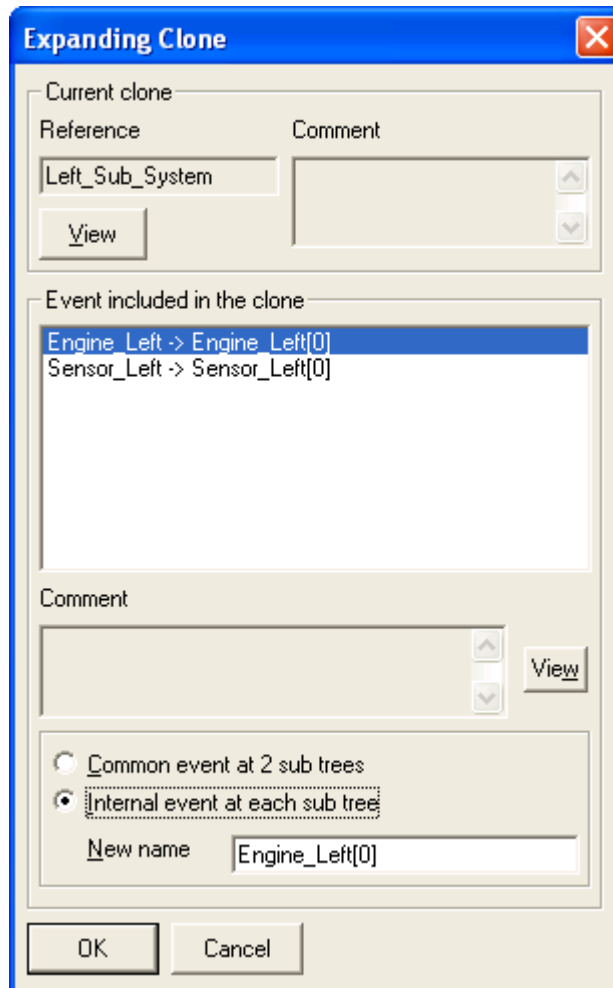 Expanding Clone
Current clone
Reference Comment
Left_Sub_System
View
Event included in the clone
Engine_Left -> Engine_Left[0]
Sensor_Left -> Sensor_Left[0]
Comment
View
Common event at 2 sub trees
Internal event at each sub tree
New name Engine_Left[0]
OK Cancel